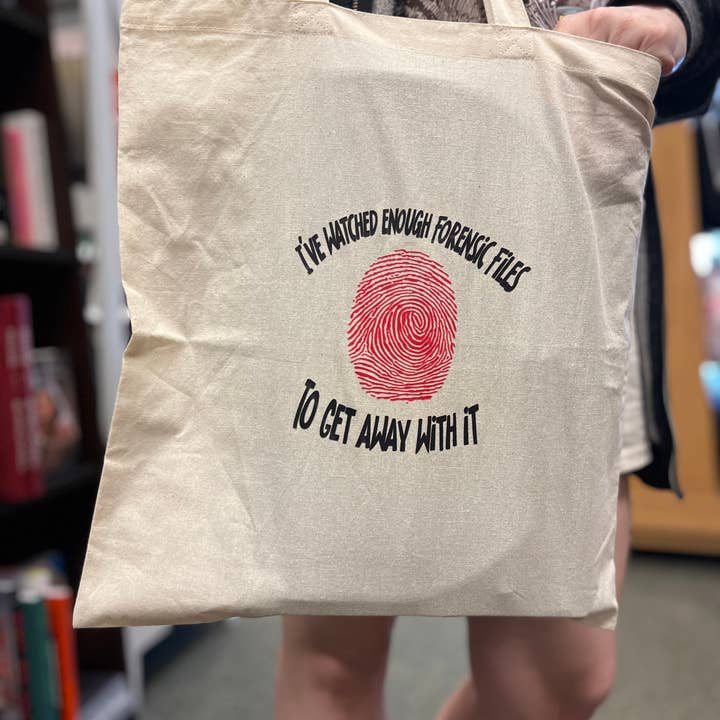 I'VE WATCHED ENOUGH FORENSIC FILES
TO GET AWAY WITH IT